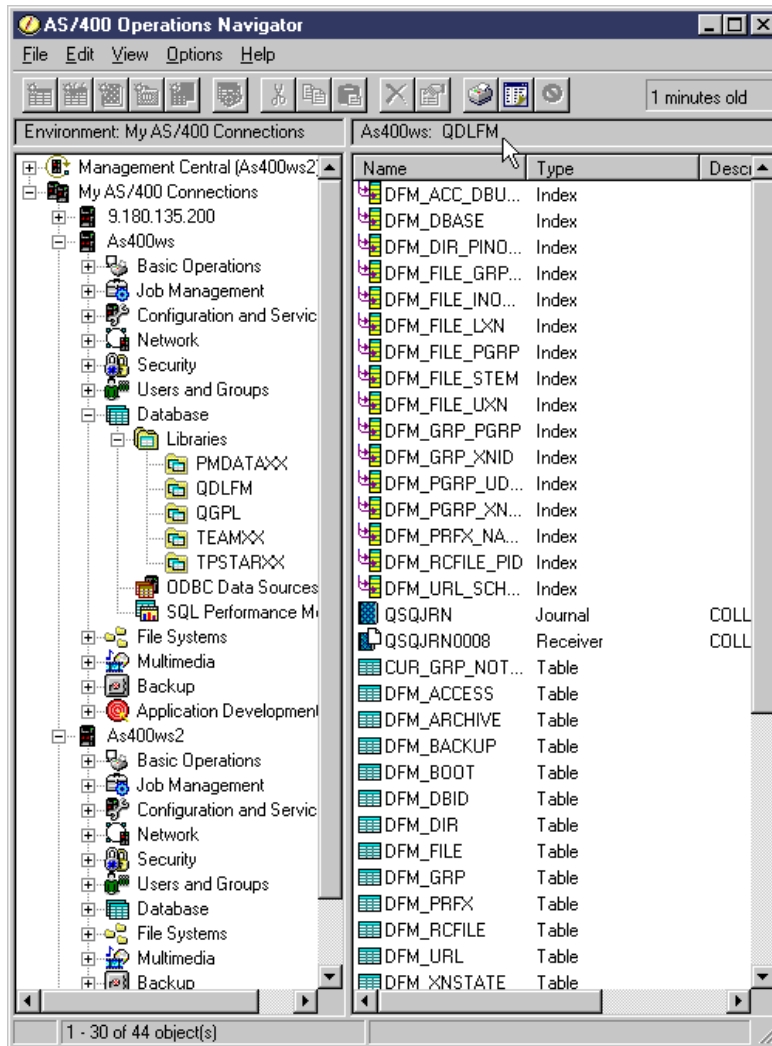 AS/400 Operations Navigator
File Edit View Options Help
1 minutes old
Environment: My AS/400 Connections
As400ws: QDLFM
Management Central (As400ws2)
My AS/400 Connections
9.180.135.200
As400ws
Basic Operations
Job Management
Configuration and Servic
Network
Security
Users and Groups
Database
Libraries
PMDATAXX
QDLFM
QGPL
TEAMXX
TPSTARXX
ODBC Data Sources
SQL Performance M
File Systems
Multimedia
Backup
Application Development
As400ws2
Basic Operations
Job Management
Configuration and Servic
Network
Security
Users and Groups
Database
File Systems
Multimedia
Backup
Name Type Descr
DFM_ACC_DBU... Index
DFM_DBASE Index
DFM_DIR_PINO... Index
DFM_FILE_GRP... Index
DFM_FILE_INO... Index
DFM_FILE_LXN Index
DFM_FILE_PGRP Index
DFM_FILE_STEM Index
DFM_FILE_UXN Index
DFM_GRP_PGRP Index
DFM_GRP_XNID Index
DFM_PGRP_UD... Index
DFM_PGRP_XN... Index
DFM_PRFX_NA... Index
DFM_RCFILE_PID Index
DFM_URL_SCH... Index
QSQJRN Journal COLL
QSQJRN0008 Receiver COLL
CUR_GRP_NOT... Table
DFM_ACCESS Table
DFM_ARCHIVE Table
DFM_BACKUP Table
DFM_BOOT Table
DFM_DBID Table
DFM_DIR Table
DFM_FILE Table
DFM_GRP Table
DFM_PRFX Table
DFM_RCFILE Table
DFM_URL Table
DFM_XNSTATE Table
1 - 30 of 44 object(s)